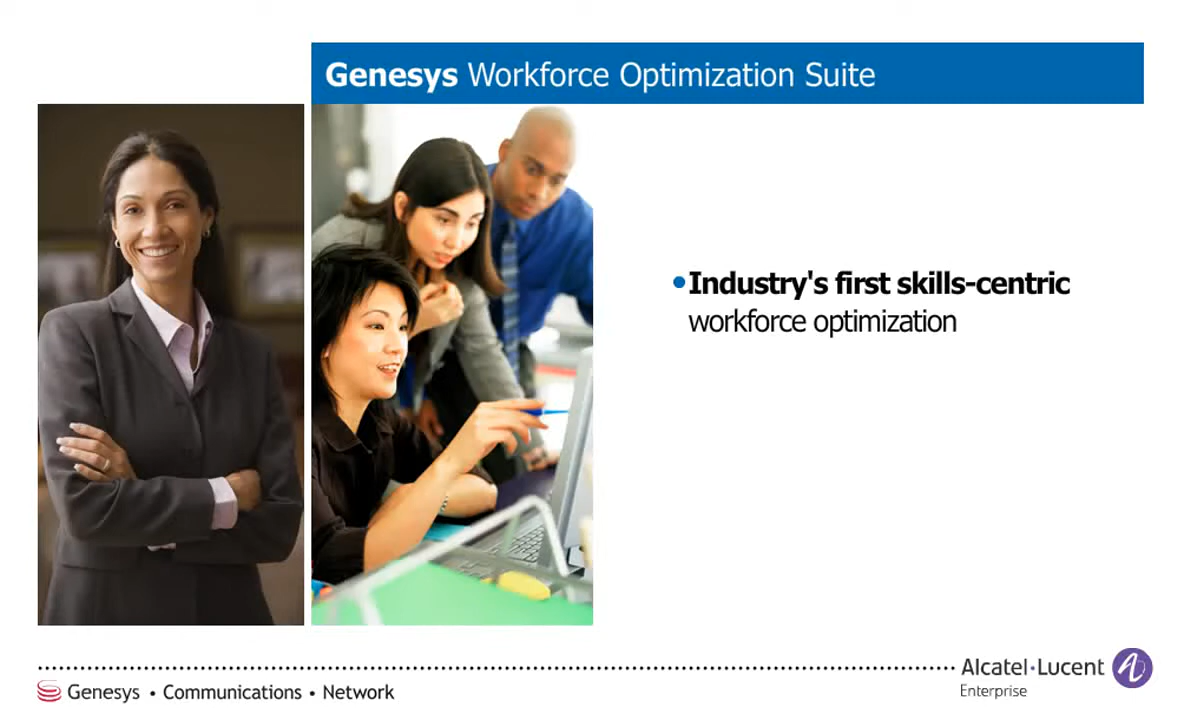 Genesys Workforce Optimization Suite
•Industry's first skills-centric
workforce optimization
Alcatel·Lucent
Enterprise
Genesys • Communications • Network